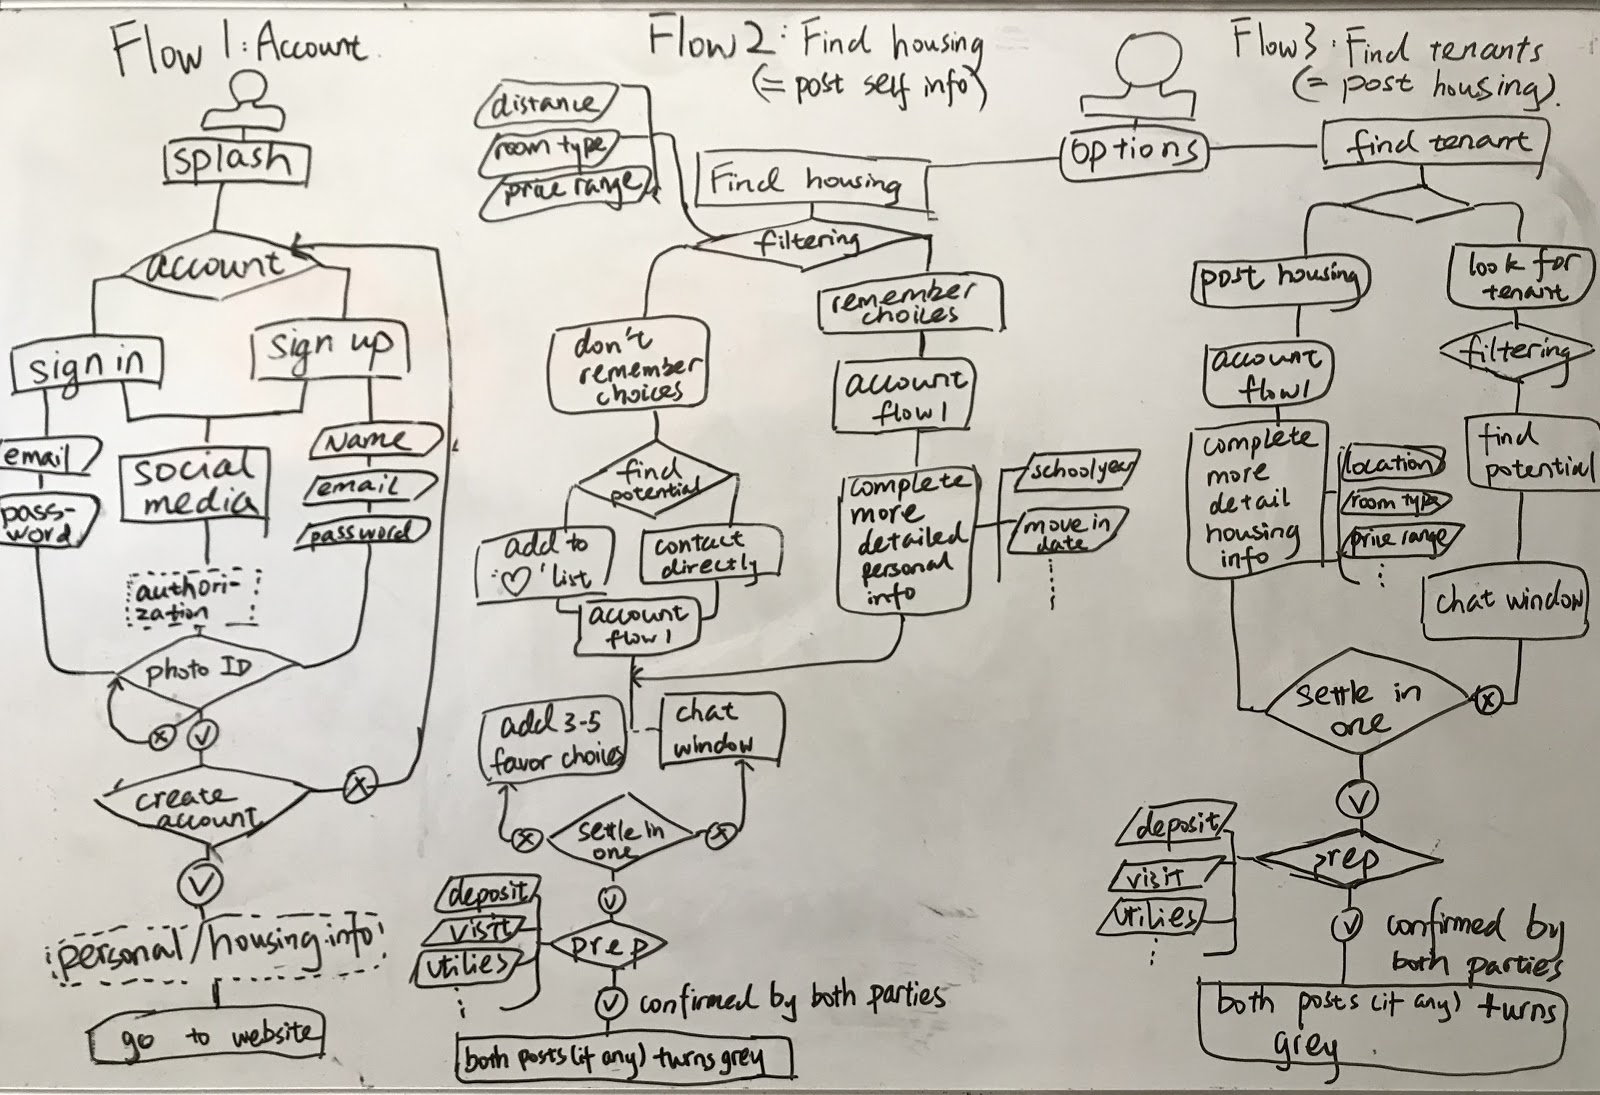 Flow 1: Account
splash
account
sign in
sign up
email
pass-
word
social
media
Name
email
password
authori-
zation
photo ID
x
v
create
account
x
v
personal/housing info
go to website
Flow 2: Find housing
(= post self info)
distance
room type
price range
Find housing
options
filtering
don't
remember
choices
remember
choices
account
flow 1
find
potential
add to
'♡' list
contact
directly
account
flow 1
complete
more
detailed
personal
info
school year
move in
date
add 3-5
favor choices
chat
window
x
settle in
one
x
v
deposit
visit
utilies
prep
v
confirmed by both parties
both posts (if any) turns grey
Flow 3: Find tenants
(= post housing).
find tenant
post housing
look for
tenant
account
flow 1
filtering
complete
more
detail
housing
info
location
room type
price range
find
potential
chat window
settle in
one
x
v
deposit
visit
utilies
prep
v
confirmed by
both parties
both posts (if any) turns
grey